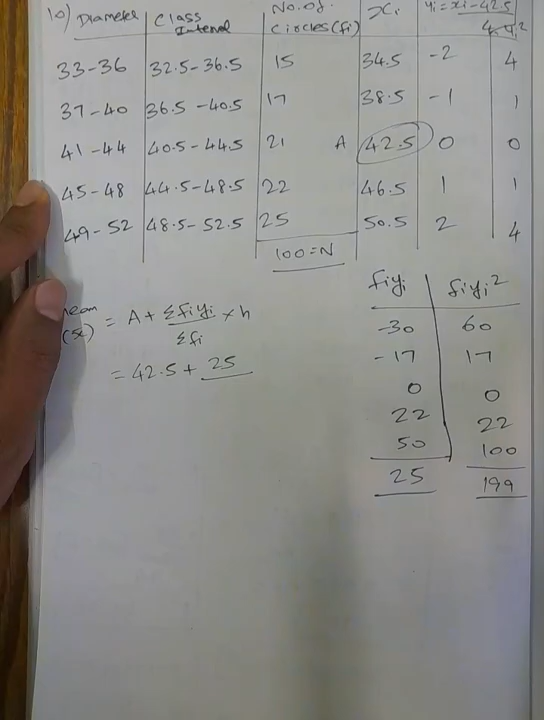 10) Diameter Class Interval No. of Circles (fi) xi yi = xi - 42.5 / 4 yi²
33-36 32.5-36.5 15 34.5 -2 4
37-40 36.5-40.5 17 38.5 -1 1
41-44 40.5-44.5 21 A 42.5 0 0
45-48 44.5-48.5 22 46.5 1 1
49-52 48.5-52.5 25 50.5 2 4
100=N
fiyi fiyi²
-30 60
-17 17
0 0
22 22
50 100
25 199
= A + Σfiyi / Σfi × h
= 42.5 + 25